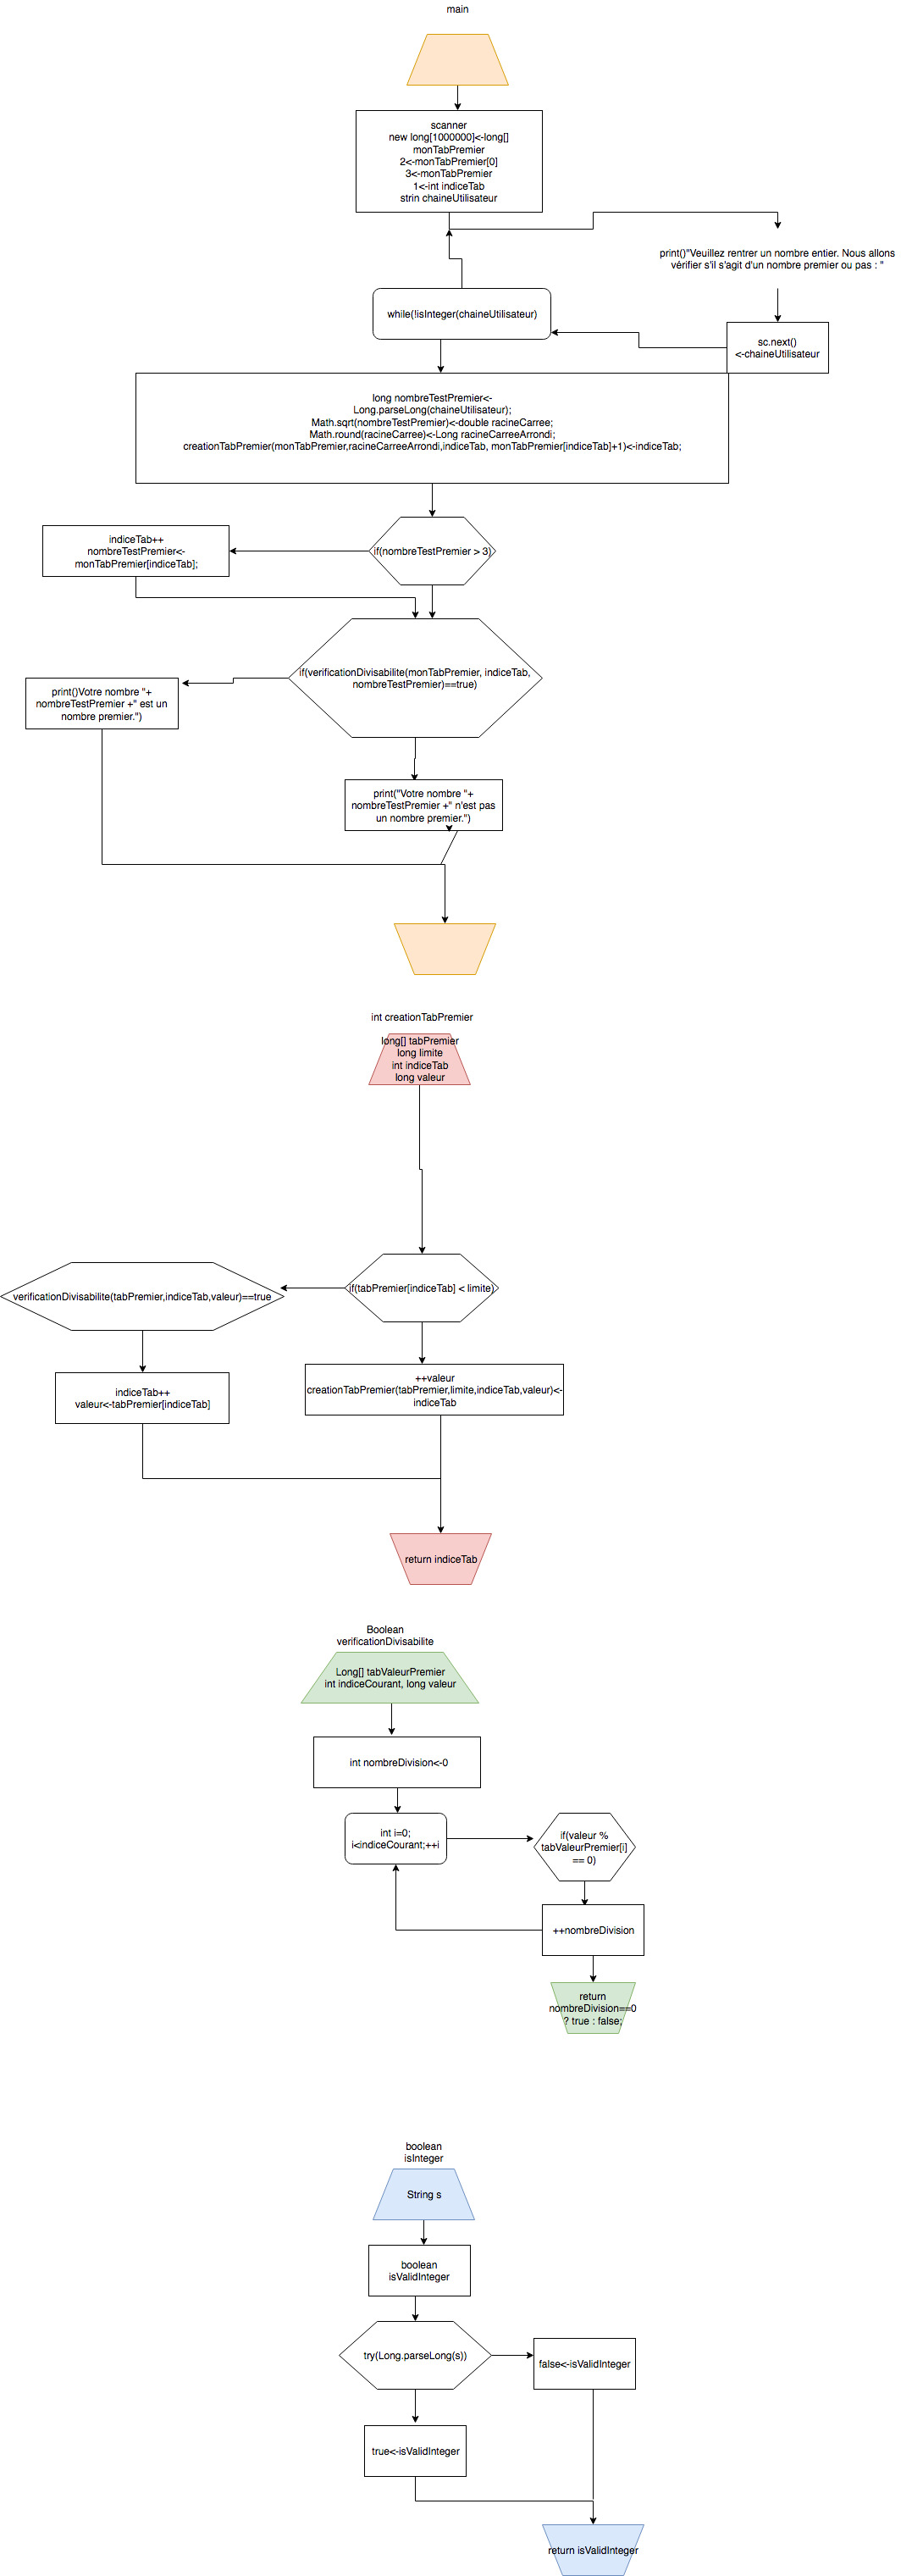 main
scanner
new long[1000000]<-long[]
monTabPremier
2<-monTabPremier[0]
3<-monTabPremier
1<-int indiceTab
strin chaineUtilisateur
print()"Veuillez rentrer un nombre entier. Nous allons
vérifier s'il s'agit d'un nombre premier ou pas : "
while(!isInteger(chaineUtilisateur)
sc.next()
<-chaineUtilisateur
long nombreTestPremier<-
Long.parseLong(chaineUtilisateur);
Math.sqrt(nombreTestPremier)<-double racineCarree;
Math.round(racineCarree)<-Long racineCarreeArrondi;
creationTabPremier(monTabPremier,racineCarreeArrondi,indiceTab, monTabPremier[indiceTab]+1)<-indiceTab;
indiceTab++
nombreTestPremier<-
monTabPremier[indiceTab];
if(nombreTestPremier > 3)
if(verificationDivisabilite(monTabPremier, indiceTab,
nombreTestPremier)==true)
print()Votre nombre "+
nombreTestPremier +" est un
nombre premier.")
print("Votre nombre "+
nombreTestPremier +" n'est pas
un nombre premier.")
int creationTabPremier
long[] tabPremier
long limite
int indiceTab
long valeur
if(tabPremier[indiceTab] < limite)
verificationDivisabilite(tabPremier,indiceTab,valeur)==true
++valeur
creationTabPremier(tabPremier,limite,indiceTab,valeur)<-
indiceTab
indiceTab++
valeur<-tabPremier[indiceTab]
return indiceTab
Boolean
verificationDivisabilite
Long[] tabValeurPremier
int indiceCourant, long valeur
int nombreDivision<-0
int i=0;
i<indiceCourant;++i
if(valeur %
tabValeurPremier[i]
== 0)
++nombreDivision
return
nombreDivision==0
? true : false;
boolean
isInteger
String s
boolean
isValidInteger
try(Long.parseLong(s))
false<-isValidInteger
true<-isValidInteger
return isValidInteger